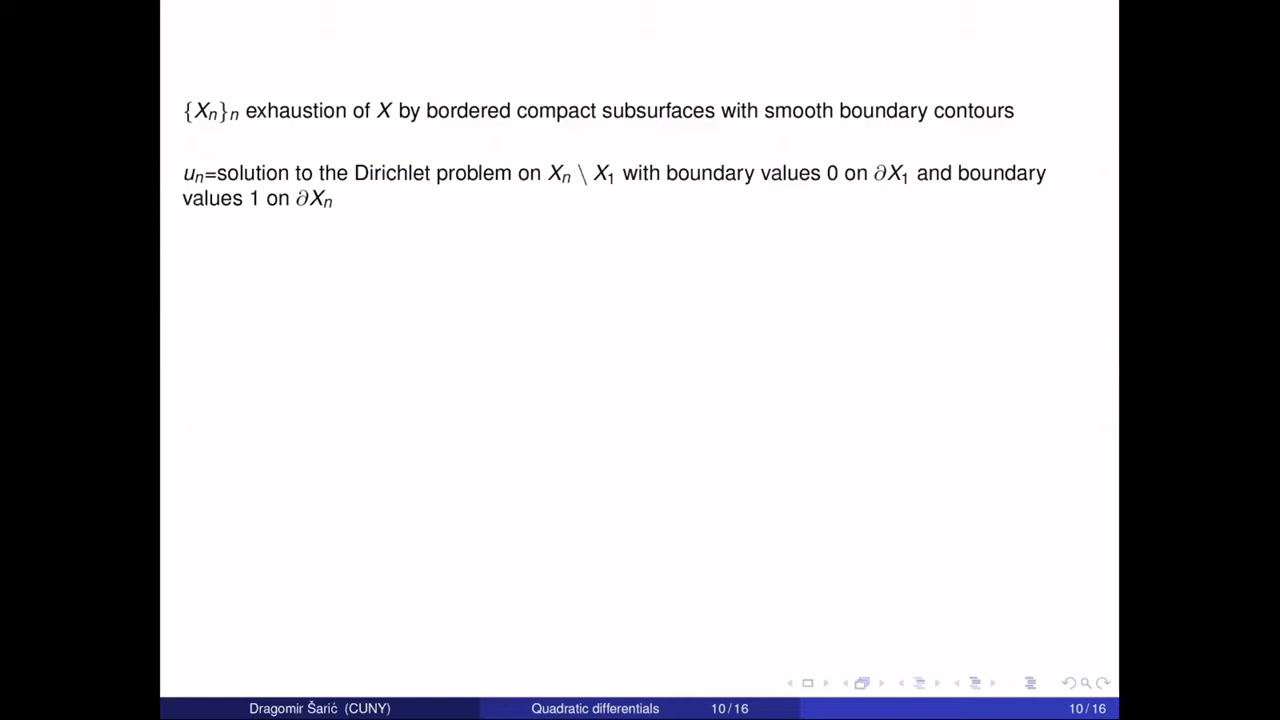 {Xn}n exhaustion of X by bordered compact subsurfaces with smooth boundary contours
un=solution to the Dirichlet problem on Xn \ X1 with boundary values 0 on ∂X1 and boundary
values 1 on ∂Xn
Dragomir Šarić (CUNY) Quadratic differentials 10 / 16 10 / 16